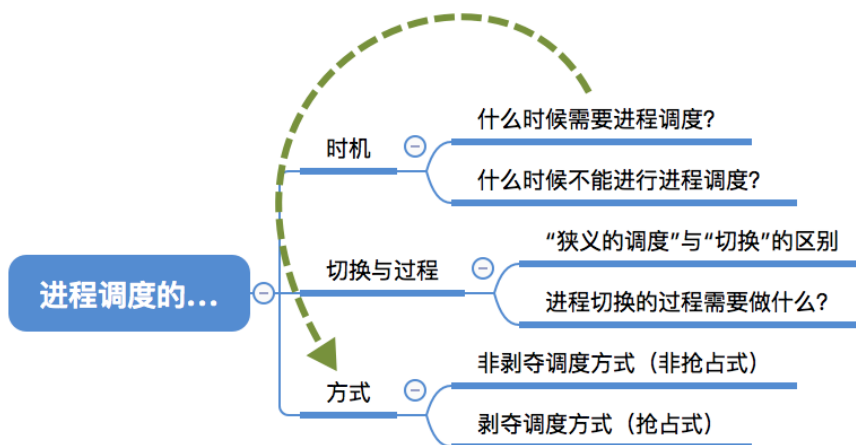 什么时候需要进程调度?
时机
什么时候不能进行进程调度?
“狭义的调度”与“切换”的区别
切换与过程
进程调度的...
进程切换的过程需要做什么?
非剥夺调度方式（非抢占式）
方式
剥夺调度方式（抢占式）